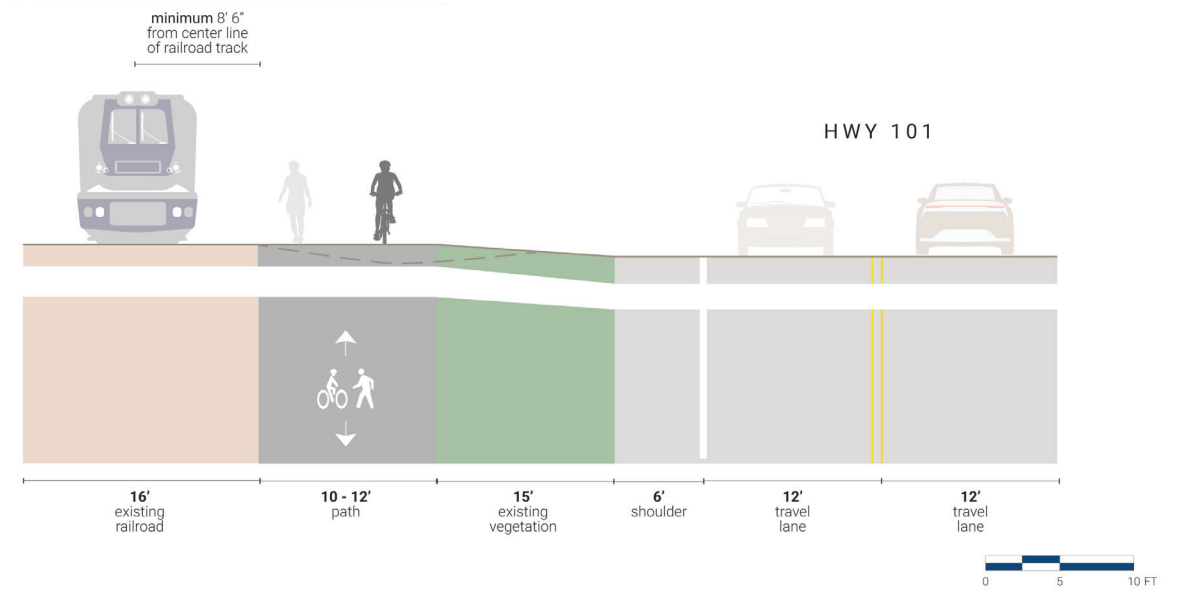 minimum 8' 6"
from center line
of railroad track
HWY 101
16'
existing
railroad
10 - 12'
path
15'
existing
vegetation
6'
shoulder
12'
travel
lane
12'
travel
lane
0 5 10 FT